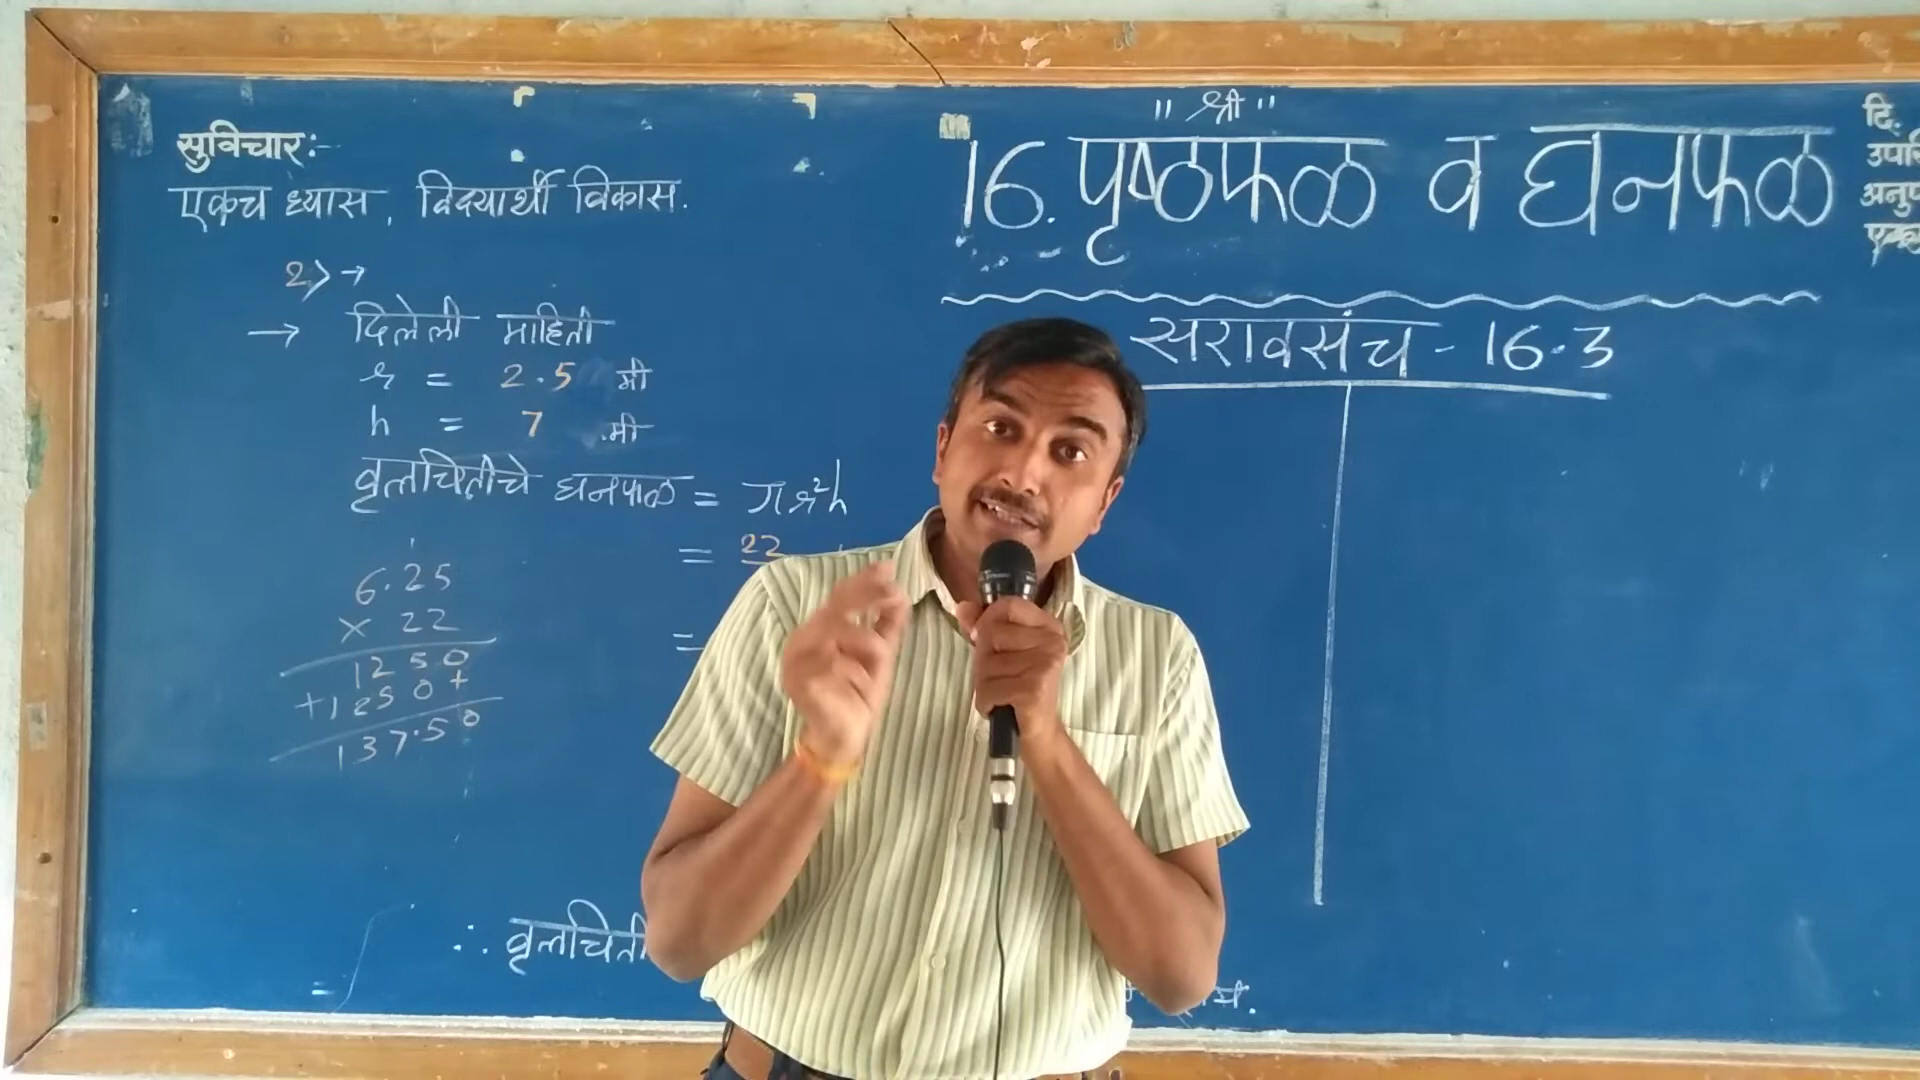 सुविचार:-
एकच ध्यास, विद्यार्थी विकास.
2) →
→ दिलेली माहिती
r = 2.5 मी
h = 7 मी
वृत्तचितीचे घनफळ = πr²h
= 22
=
6.25
× 22
1250
+1250+
137.50
∴ वृत्तचिती
" श्री "
16. पृष्ठफळ व घनफळ
सरावसंच - 16.3
दि.